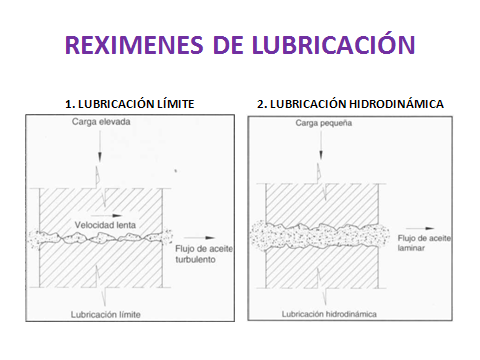 REXIMENES DE LUBRICACIÓN
1. LUBRICACIÓN LÍMITE
Carga elevada
Velocidad lenta
Flujo de aceite
turbulento
Lubricación límite
2. LUBRICACIÓN HIDRODINÁMICA
Carga pequeña
Flujo de aceite
laminar
Lubricación hidrodinámica